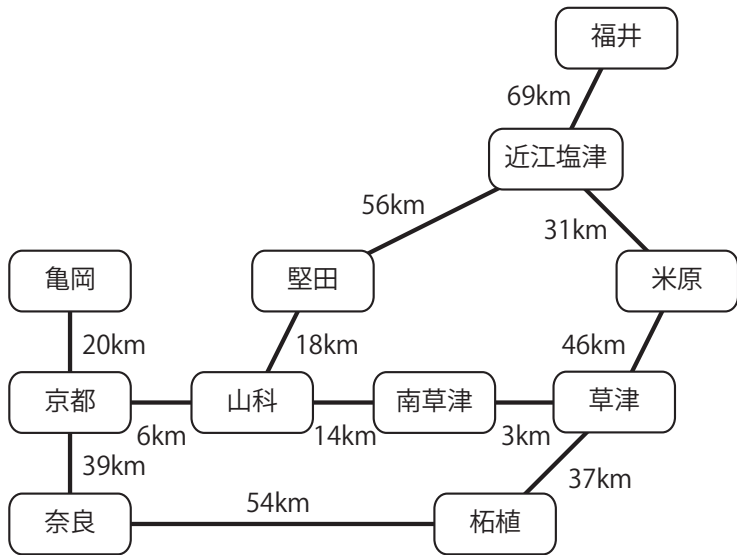 福井
69km
近江塩津
56km
31km
亀岡
堅田
米原
20km
18km
46km
京都
山科
南草津
草津
6km
14km
3km
39km
37km
54km
奈良
柘植